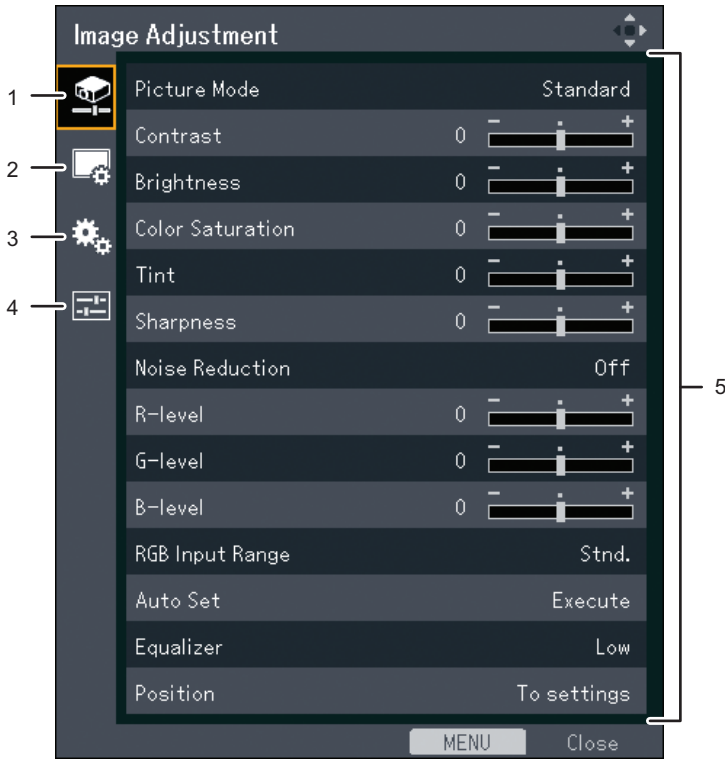 Image Adjustment
1
2
3
4
5
Picture Mode Standard
Contrast 0 - +
Brightness 0 - +
Color Saturation 0 - +
Tint 0 - +
Sharpness 0 - +
Noise Reduction Off
R-level 0 - +
G-level 0 - +
B-level 0 - +
RGB Input Range Stnd.
Auto Set Execute
Equalizer Low
Position To settings
MENU Close